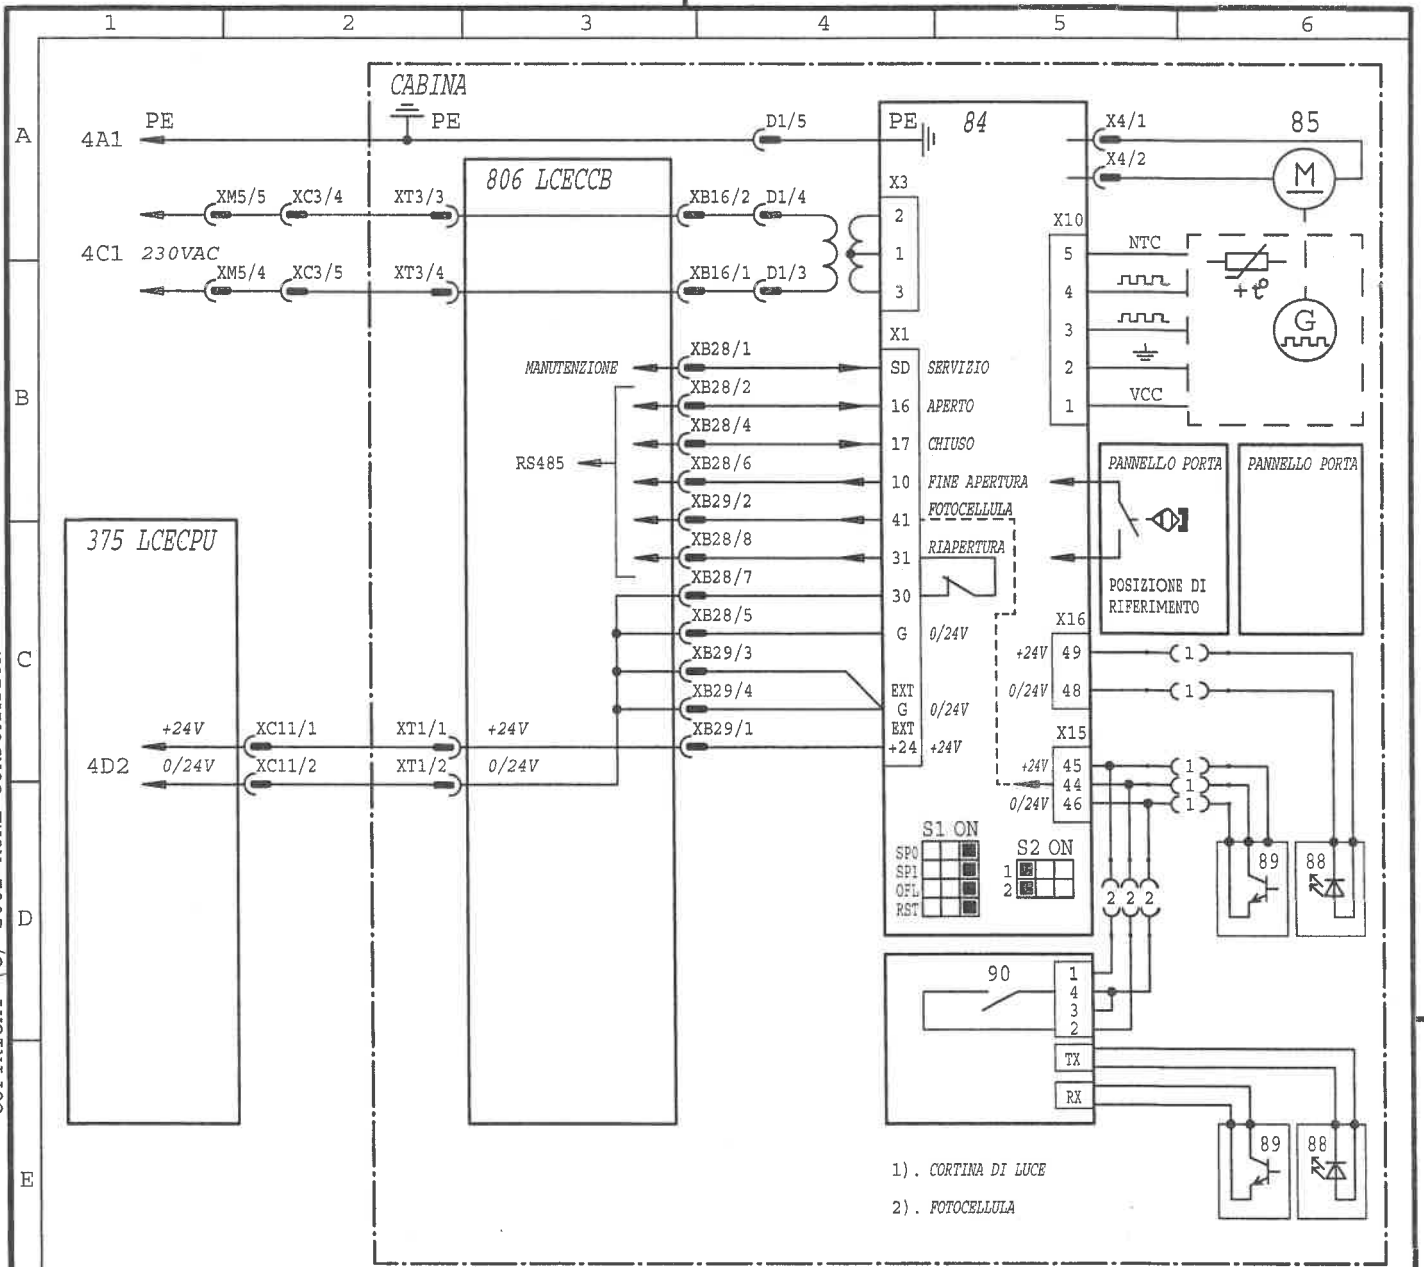 1 2 3 4 5 6
CABINA
A 4A1 PE PE D1/5 PE 84 X4/1 85
X4/2 M
806 LCECCB X3
XM5/5 XC3/4 XT3/3 XB16/2 D1/4 2 X10
4C1 230VAC 1 5 NTC
XM5/4 XC3/5 XT3/4 XB16/1 D1/3 3 4 +t°
X1 3 G
MANUTENZIONE XB28/1 SD SERVIZIO 2
B XB28/2 16 APERTO 1 VCC
XB28/4 17 CHIUSO
RS485 XB28/6 10 FINE APERTURA PANNELLO PORTA PANNELLO PORTA
XB29/2 41 FOTOCELLULA
375 LCECPU XB28/8 31 RIAPERTURA
XB28/7 30 POSIZIONE DI
RIFERIMENTO
XB28/5 G 0/24V X16
C XB29/3 +24V 49 1
XB29/4 EXT
G 0/24V 0/24V 48 1
+24V XC11/1 XT1/1 +24V XB29/1 EXT
+24 +24V X15
4D2 0/24V XC11/2 XT1/2 0/24V +24V 45 1
44 1
0/24V 46 1
S1 ON S2 ON
SP0 89 88
SP1 1
OFL 2 2 2 2
RST
D
90 1
4
3
2
TX
RX
89 88
E
1). CORTINA DI LUCE
2). FOTOCELLULA